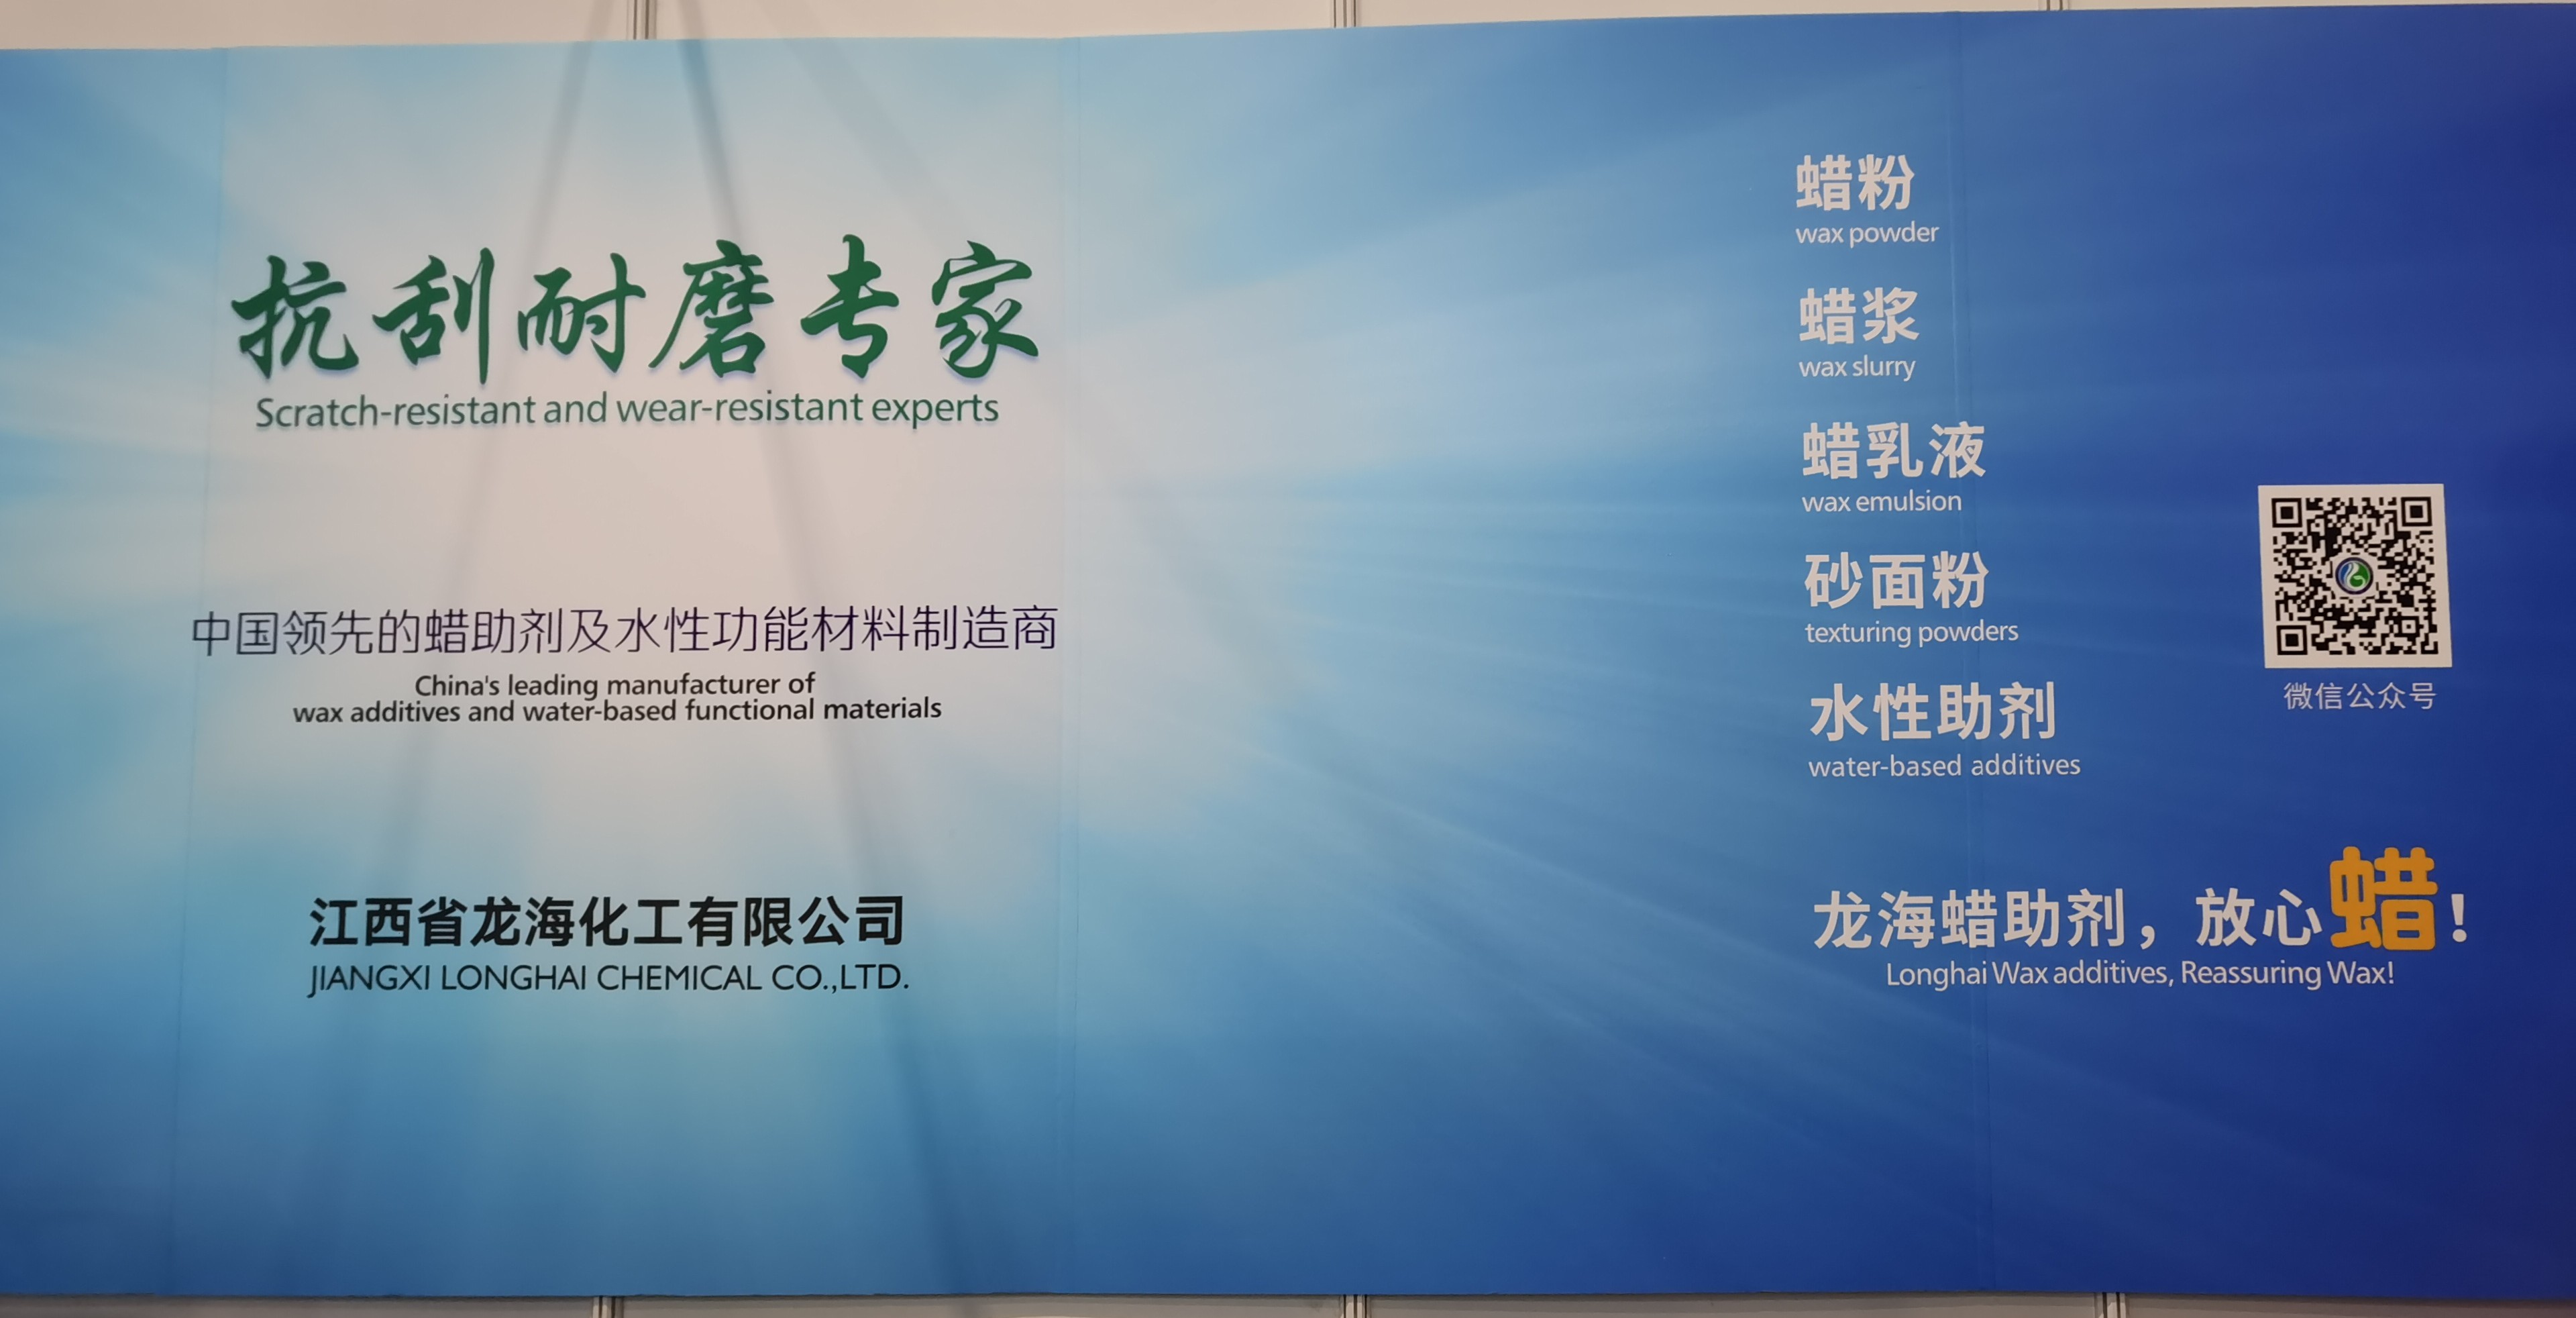 抗刮耐磨专家
Scratch-resistant and wear-resistant experts
中国领先的蜡助剂及水性功能材料制造商
China's leading manufacturer of
wax additives and water-based functional materials
江西省龙海化工有限公司
JIANGXI LONGHAI CHEMICAL CO.,LTD.
蜡粉
wax powder
蜡浆
wax slurry
蜡乳液
wax emulsion
砂面粉
texturing powders
水性助剂
water-based additives
微信公众号
龙海蜡助剂，放心蜡！
Longhai Wax additives, Reassuring Wax!